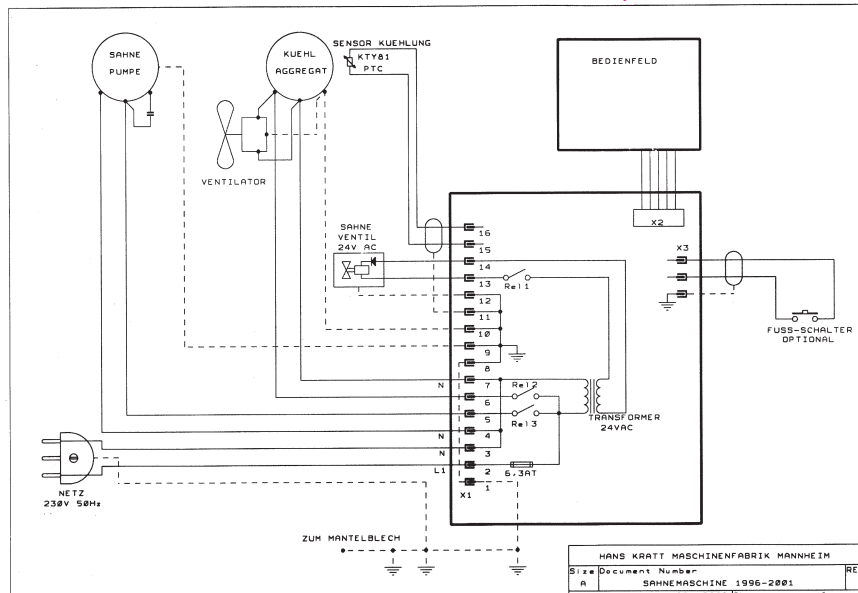 SAHNE
PUMPE
KUEHL
AGGREGAT
SENSOR KUEHLUNG
KTY81
PTC
BEDIENFELD
VENTILATOR
X2
SAHNE
VENTIL
24V AC
16
15
14
13
12
11
10
9
8
7
6
5
4
3
2
1
X1
X3
Rel1
Rel2
Rel3
N
N
N
L1
6,3AT
TRANSFORMER
24VAC
FUSS-SCHALTER
OPTIONAL
NETZ
230V 50Hz
ZUM MANTELBLECH
HANS KRATT MASCHINENFABRIK MANNHEIM
Size Document Number RE
A SAHNEMASCHINE 1996-2001